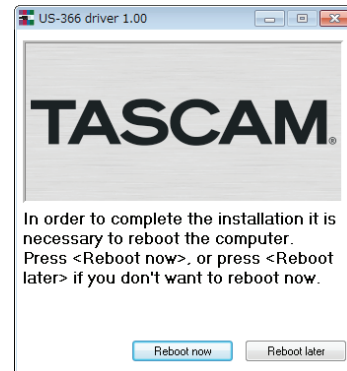 US-366 driver 1.00
TASCAM®
In order to complete the installation it is
necessary to reboot the computer.
Press <Reboot now>, or press <Reboot
later> if you don't want to reboot now.
Reboot now
Reboot later